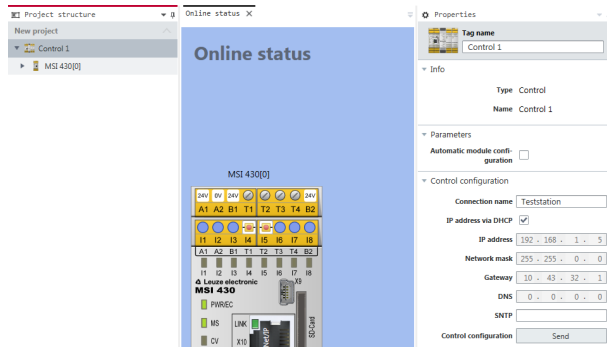 Project structure
New project
Control 1
MSI 430[0]
Online status
Online status
MSI 430[0]
24V 0V 24V 24V
A1 A2 B1 T1 T2 T3 T4 B2
I1 I2 I3 I4 I5 I6 I7 I8
A1 A2 B1 T1 T2 T3 T4 B2
I1 I2 I3 I4 I5 I6 I7 I8
Leuze electronic X9
MSI 430
PWR/EC
MS LINK
CV X10
SD-Card
Net/IP
Properties
Tag name
Control 1
Info
Type Control
Name Control 1
Parameters
Automatic module confi-
guration
Control configuration
Connection name Teststation
IP address via DHCP
IP address 192 . 168 . 1 . 5
Network mask 255 . 255 . 0 . 0
Gateway 10 . 43 . 32 . 1
DNS 0 . 0 . 0 . 0
SNTP
Control configuration Send